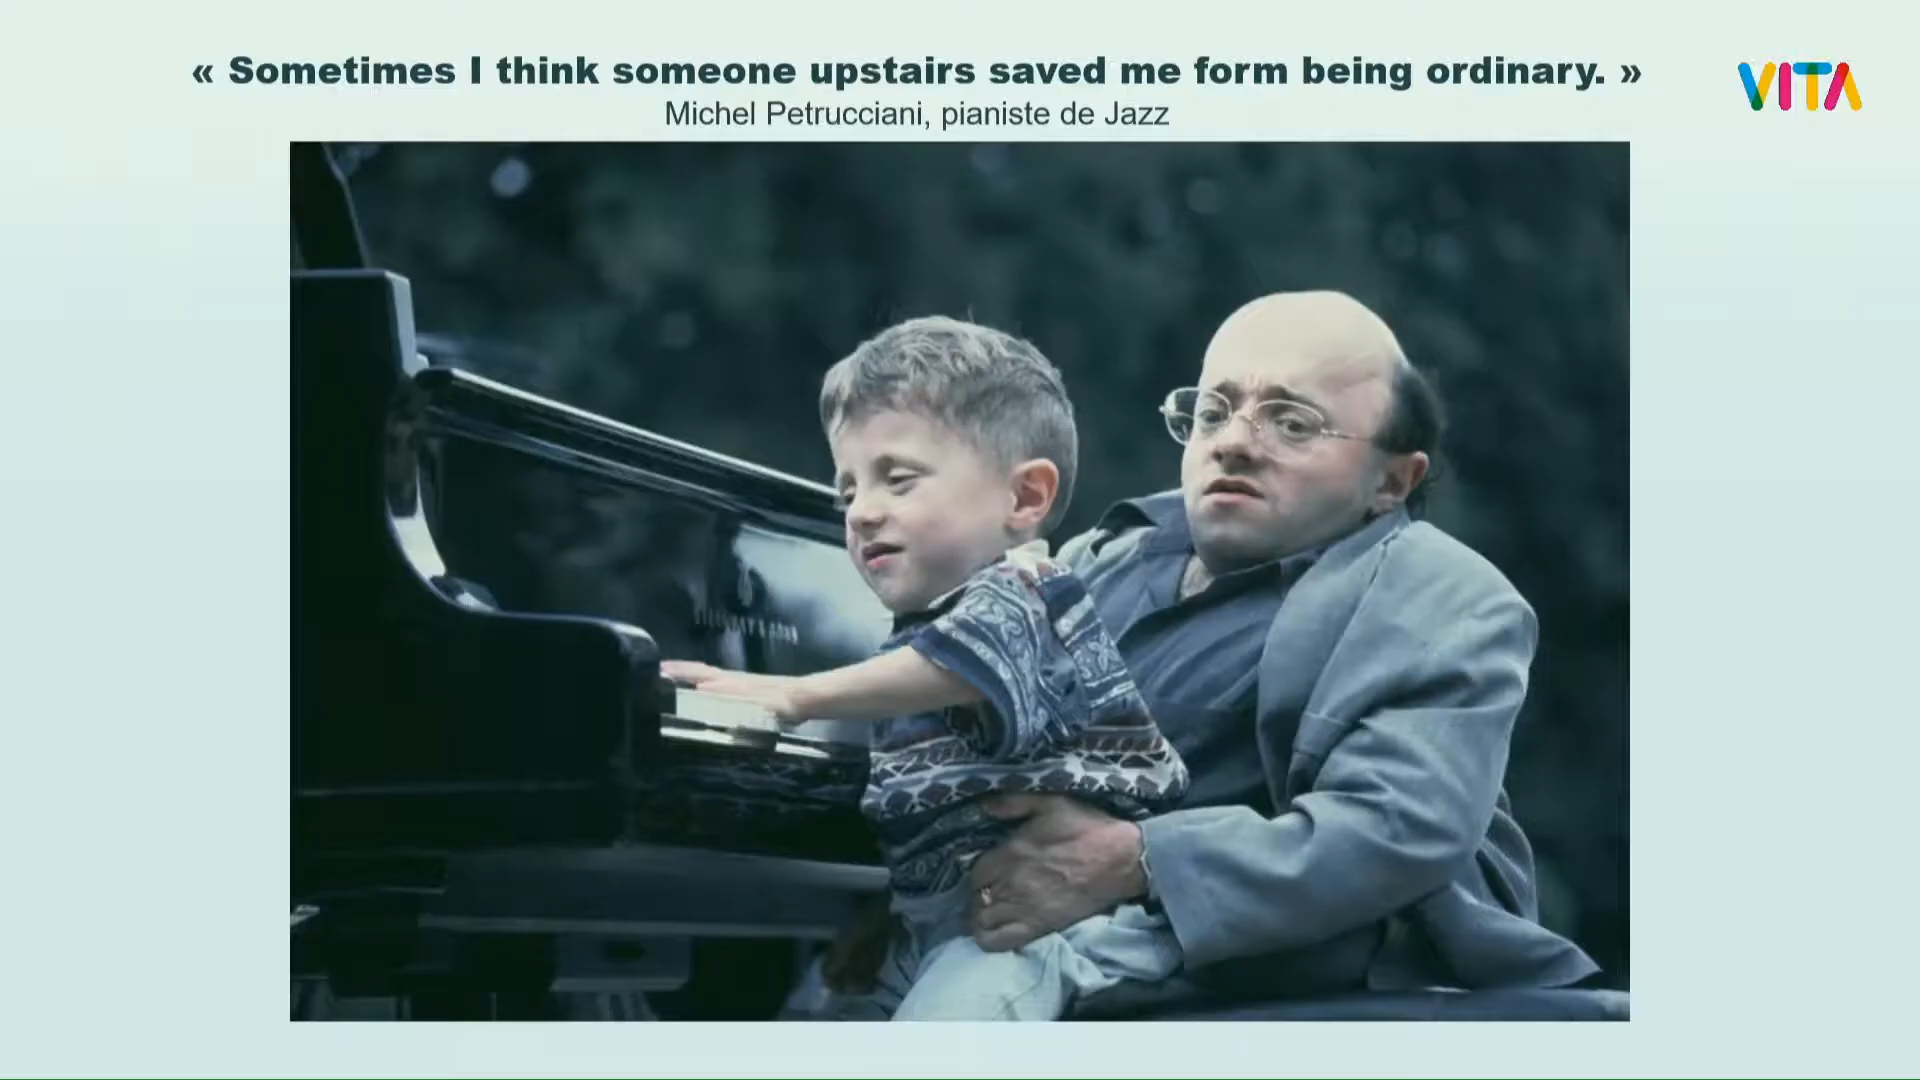 « Sometimes I think someone upstairs saved me form being ordinary. »
Michel Petrucciani, pianiste de Jazz
VITA